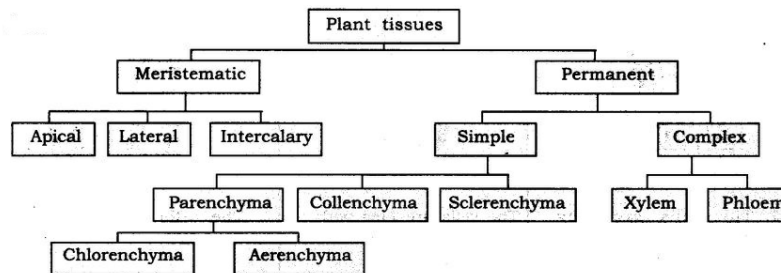 Plant tissues
Meristematic Permanent
Apical Lateral Intercalary Simple Complex
Parenchyma Collenchyma Sclerenchyma Xylem Phloem
Chlorenchyma Aerenchyma